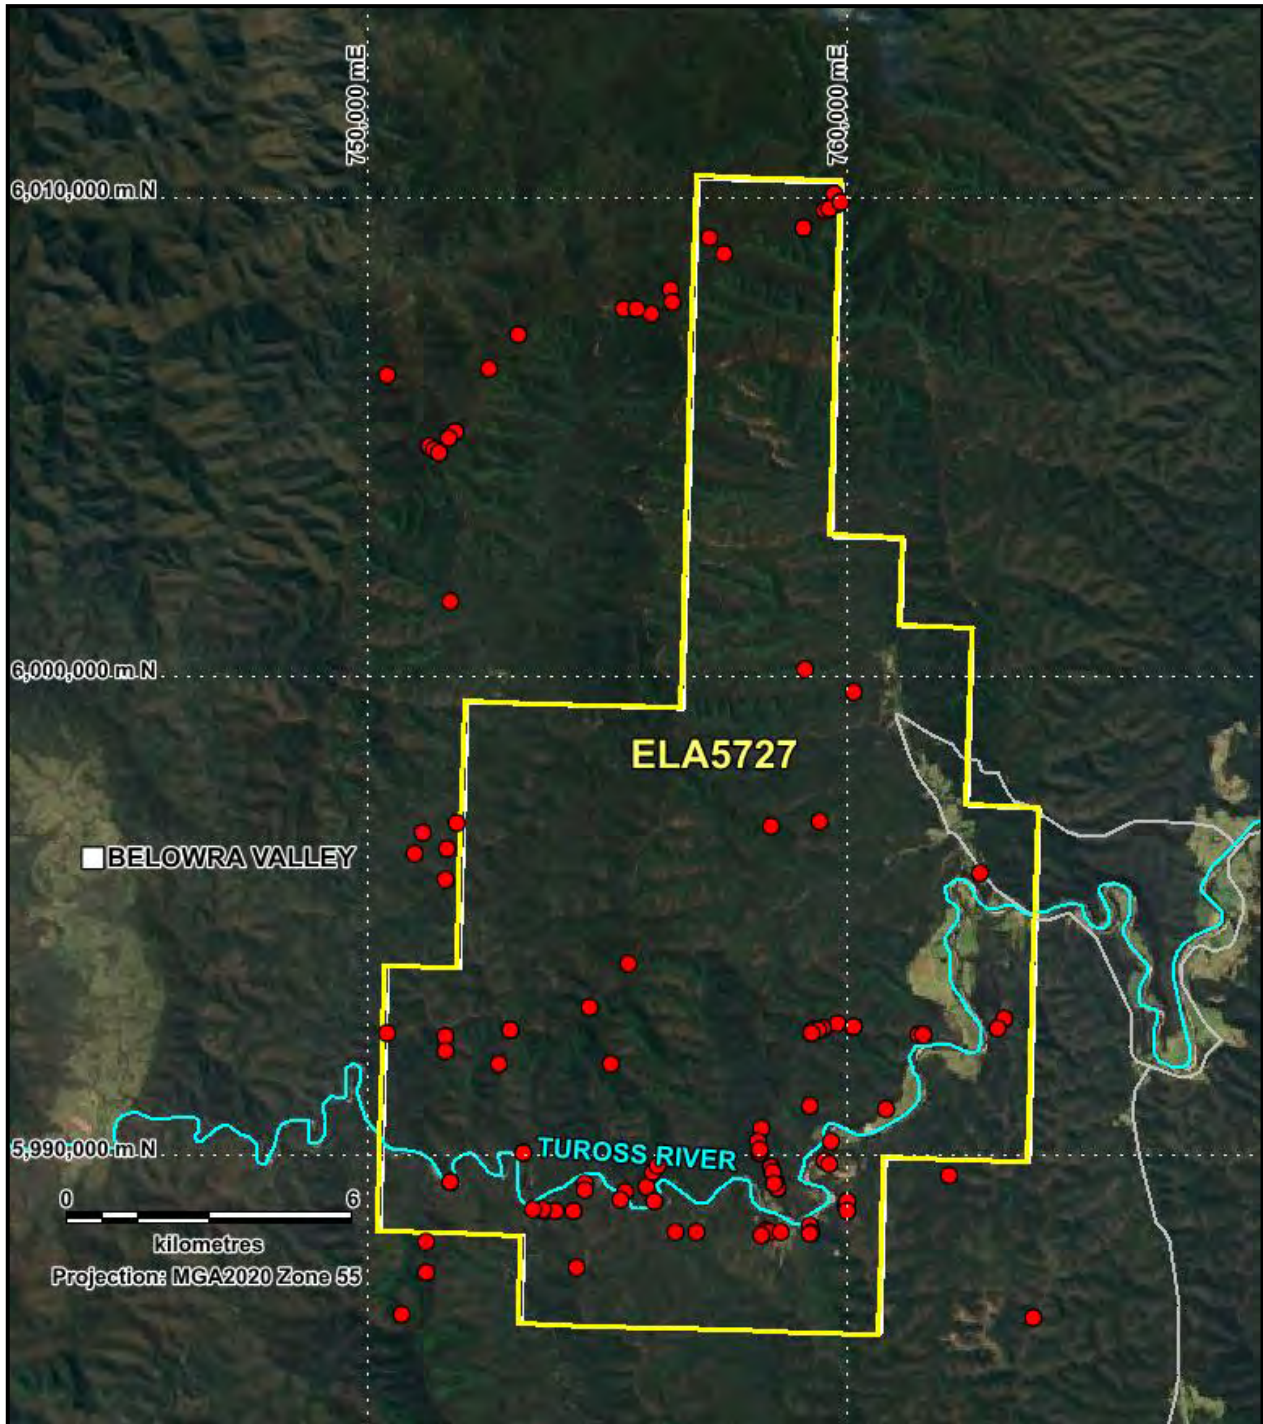 750,000 mE
760,000 mE
6,010,000 m N
6,000,000 m N
ELA5727
BELOWRA VALLEY
5,990,000 m N
TUROSS RIVER
0 6
kilometres
Projection: MGA2020 Zone 55